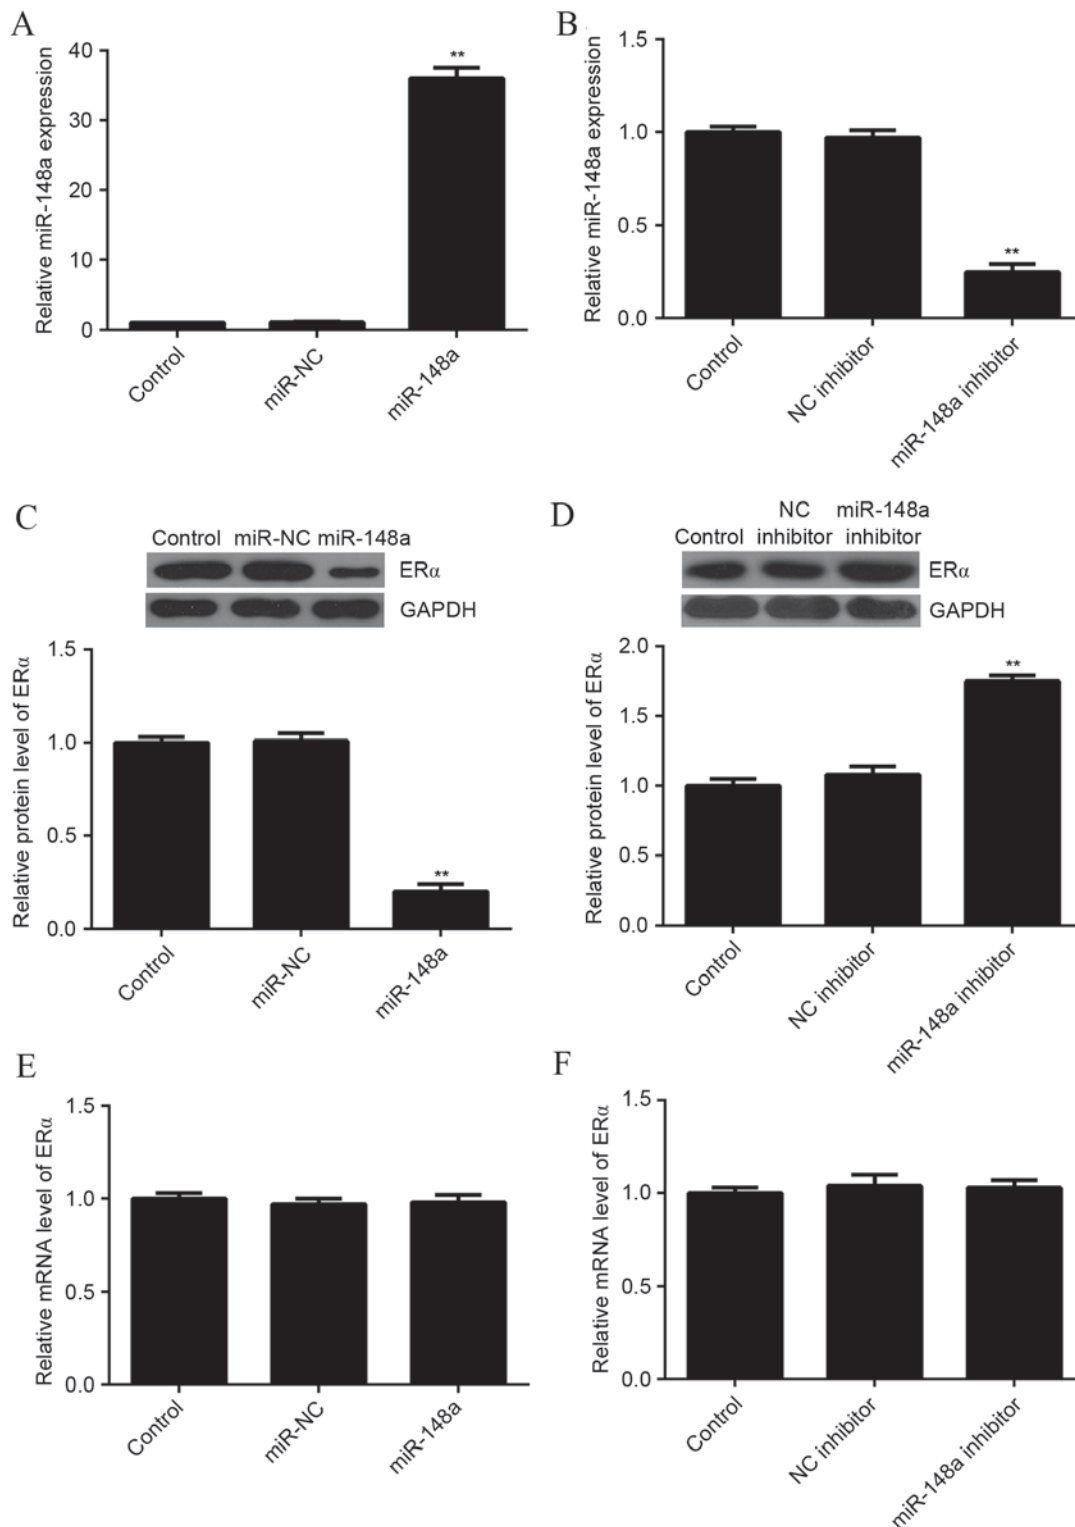 A
Relative miR-148a expression
40
30
20
10
0
**
Control
miR-NC
miR-148a
B
Relative miR-148a expression
1.5
1.0
0.5
0.0
**
Control
NC inhibitor
miR-148a inhibitor
C
Control miR-NC miR-148a
ERα
GAPDH
Relative protein level of ERα
1.5
1.0
0.5
0.0
**
Control
miR-NC
miR-148a
D
NC miR-148a
Control inhibitor inhibitor
ERα
GAPDH
Relative protein level of ERα
2.0
1.5
1.0
0.5
0.0
**
Control
NC inhibitor
miR-148a inhibitor
E
Relative mRNA level of ERα
1.5
1.0
0.5
0.0
Control
miR-NC
miR-148a
F
Relative mRNA level of ERα
1.5
1.0
0.5
0.0
Control
NC inhibitor
miR-148a inhibitor